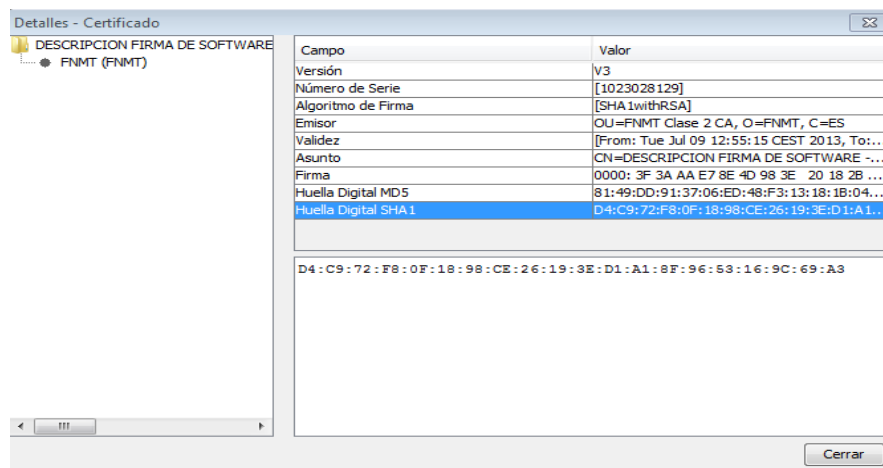 Detalles - Certificado
DESCRIPCION FIRMA DE SOFTWARE
FNMT (FNMT)
Campo Valor
Versión V3
Número de Serie [1023028129]
Algoritmo de Firma [SHA1withRSA]
Emisor OU=FNMT Clase 2 CA, O=FNMT, C=ES
Validez [From: Tue Jul 09 12:55:15 CEST 2013, To:...
Asunto CN=DESCRIPCION FIRMA DE SOFTWARE -...
Firma 0000: 3F 3A AA E7 8E 4D 98 3E 20 18 2B ...
Huella Digital MD5 81:49:DD:91:37:06:ED:48:F3:13:18:1B:04...
Huella Digital SHA1 D4:C9:72:F8:0F:18:98:CE:26:19:3E:D1:A1...
D4:C9:72:F8:0F:18:98:CE:26:19:3E:D1:A1:8F:96:53:16:9C:69:A3
Cerrar